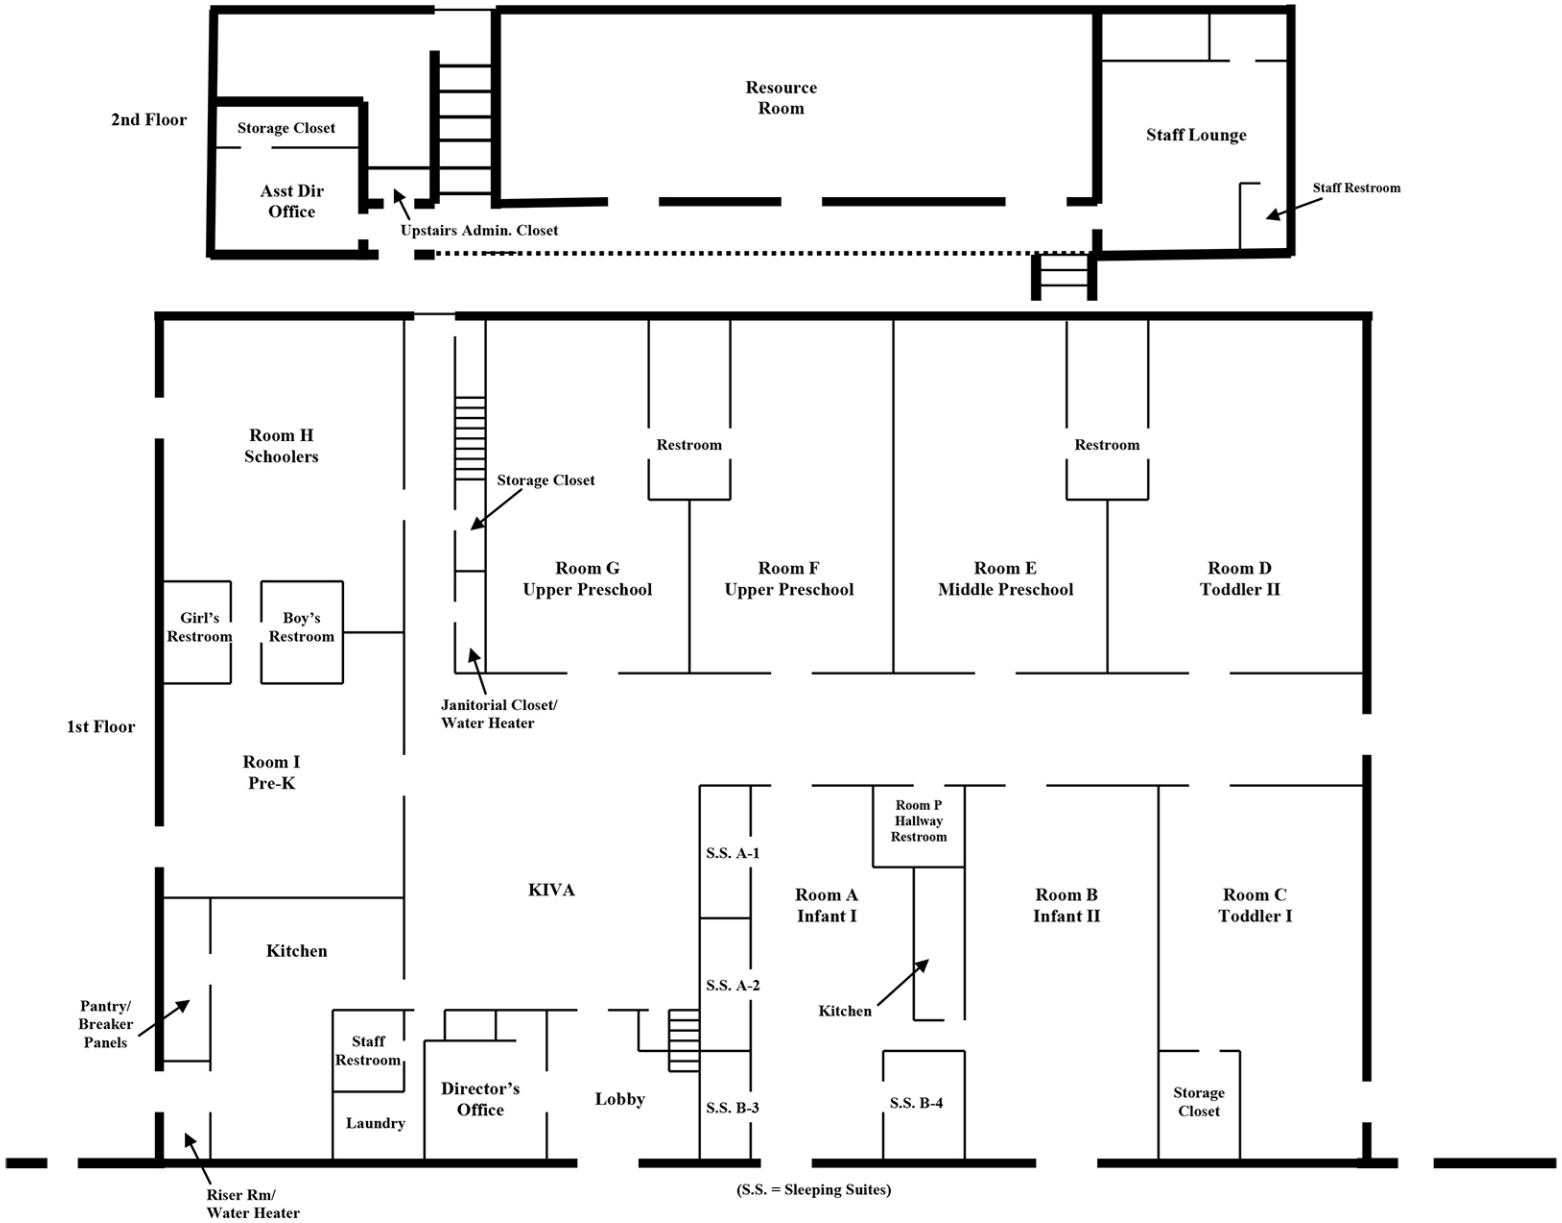 Resource
Room
2nd Floor
Storage Closet
Staff Lounge
Asst Dir
Office
Staff Restroom
Upstairs Admin. Closet
Room H
Schoolers
Restroom
Restroom
Storage Closet
Room G
Upper Preschool
Room F
Upper Preschool
Room E
Middle Preschool
Room D
Toddler II
Girl's
Restroom
Boy's
Restroom
Janitorial Closet/
Water Heater
1st Floor
Room I
Pre-K
Room P
Hallway
Restroom
S.S. A-1
KIVA
Room A
Infant I
Room B
Infant II
Room C
Toddler I
Kitchen
S.S. A-2
Pantry/
Breaker
Panels
Kitchen
Staff
Restroom
Director's
Office
Lobby
S.S. B-3
S.S. B-4
Storage
Closet
Laundry
(S.S. = Sleeping Suites)
Riser Rm/
Water Heater